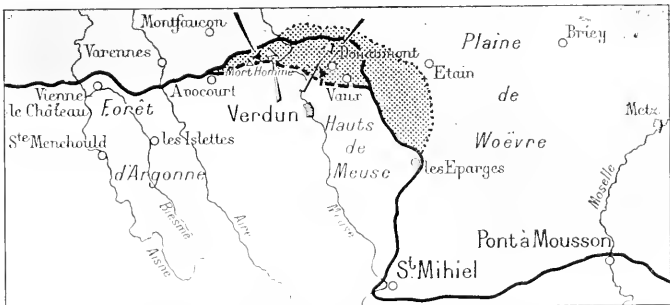 Montfaucon
Briey
Plaine
Varennes
Douaumont
Etain
Mort Homme
Vienne
le Château
Forêt
Avocourt
Vaux
de
Metz
Verdun
Hauts
de
Meuse
Woëvre
Ste Menehould
les Islettes
d'Argonne
les Eparges
Moselle
Biesme
Aire
Meuse
Aisne
Pont à Mousson
St Mihiel